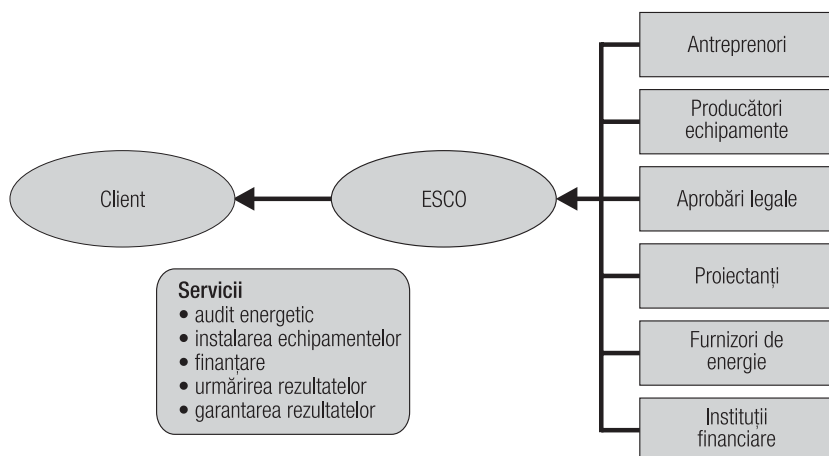 Antreprenori
Producători
echipamente
Client
ESCO
Aprobări legale
Servicii
• audit energetic
• instalarea echipamentelor
• finanțare
• urmărirea rezultatelor
• garantarea rezultatelor
Proiectanți
Furnizori de
energie
Instituții
financiare